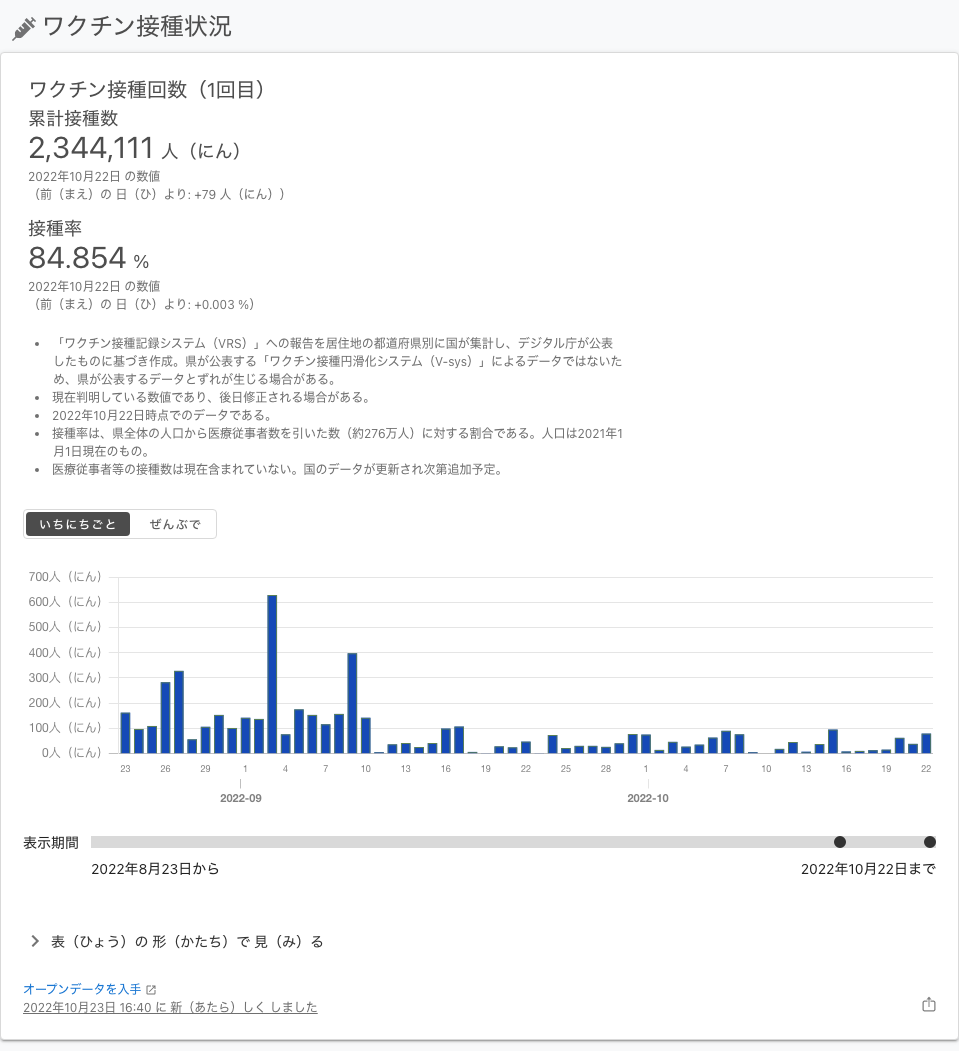 ワクチン接種状況
ワクチン接種回数（1回目）
累計接種数
2,344,111 人（にん）
2022年10月22日 の数値
（前（まえ）の 日（ひ）より: +79 人（にん））
接種率
84.854 %
2022年10月22日 の数値
（前（まえ）の 日（ひ）より: +0.003 %）
• 「ワクチン接種記録システム（VRS）」への報告を居住地の都道府県別に国が集計し、デジタル庁が公表
したものに基づき作成。県が公表する「ワクチン接種円滑化システム（V-sys）」によるデータではないた
め、県が公表するデータとずれが生じる場合がある。
• 現在判明している数値であり、後日修正される場合がある。
• 2022年10月22日時点でのデータである。
• 接種率は、県全体の人口から医療従事者数を引いた数（約276万人）に対する割合である。人口は2021年1
月1日現在のもの。
• 医療従事者等の接種数は現在含まれていない。国のデータが更新され次第追加予定。
いちにちごと ぜんぶで
700人（にん）
600人（にん）
500人（にん）
400人（にん）
300人（にん）
200人（にん）
100人（にん）
0人（にん）
23 26 29 1 4 7 10 13 16 19 22 25 28 1 4 7 10 13 16 19 22
2022-09 2022-10
表示期間
2022年8月23日から 2022年10月22日まで
表（ひょう）の 形（かたち）で 見（み）る
オープンデータを入手
2022年10月23日 16:40 に 新（あたら）しく しました